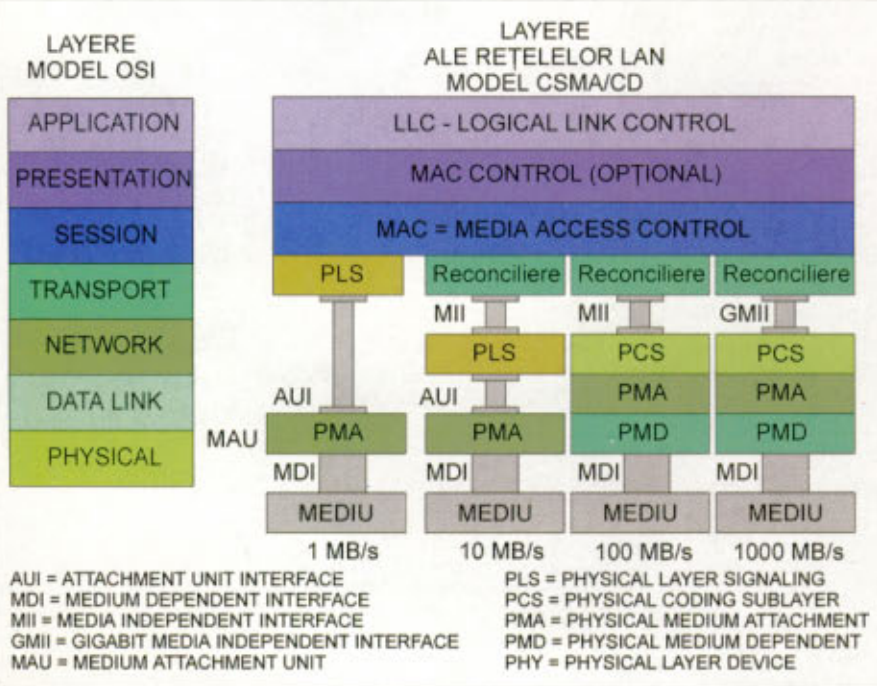 LAYERE
MODEL OSI
APPLICATION
PRESENTATION
SESSION
TRANSPORT
NETWORK
DATA LINK
PHYSICAL
LAYERE
ALE REȚELELOR LAN
MODEL CSMA/CD
LLC - LOGICAL LINK CONTROL
MAC CONTROL (OPȚIONAL)
MAC = MEDIA ACCESS CONTROL
PLS Reconciliere Reconciliere Reconciliere
MII MII GMII
PLS PCS PCS
PMA PMA
AUI AUI
MAU PMA PMA PMD PMD
MDI MDI MDI MDI
MEDIU MEDIU MEDIU MEDIU
1 MB/s 10 MB/s 100 MB/s 1000 MB/s
AUI = ATTACHMENT UNIT INTERFACE
MDI = MEDIUM DEPENDENT INTERFACE
MII = MEDIA INDEPENDENT INTERFACE
GMII = GIGABIT MEDIA INDEPENDENT INTERFACE
MAU = MEDIUM ATTACHMENT UNIT
PLS = PHYSICAL LAYER SIGNALING
PCS = PHYSICAL CODING SUBLAYER
PMA = PHYSICAL MEDIUM ATTACHMENT
PMD = PHYSICAL MEDIUM DEPENDENT
PHY = PHYSICAL LAYER DEVICE